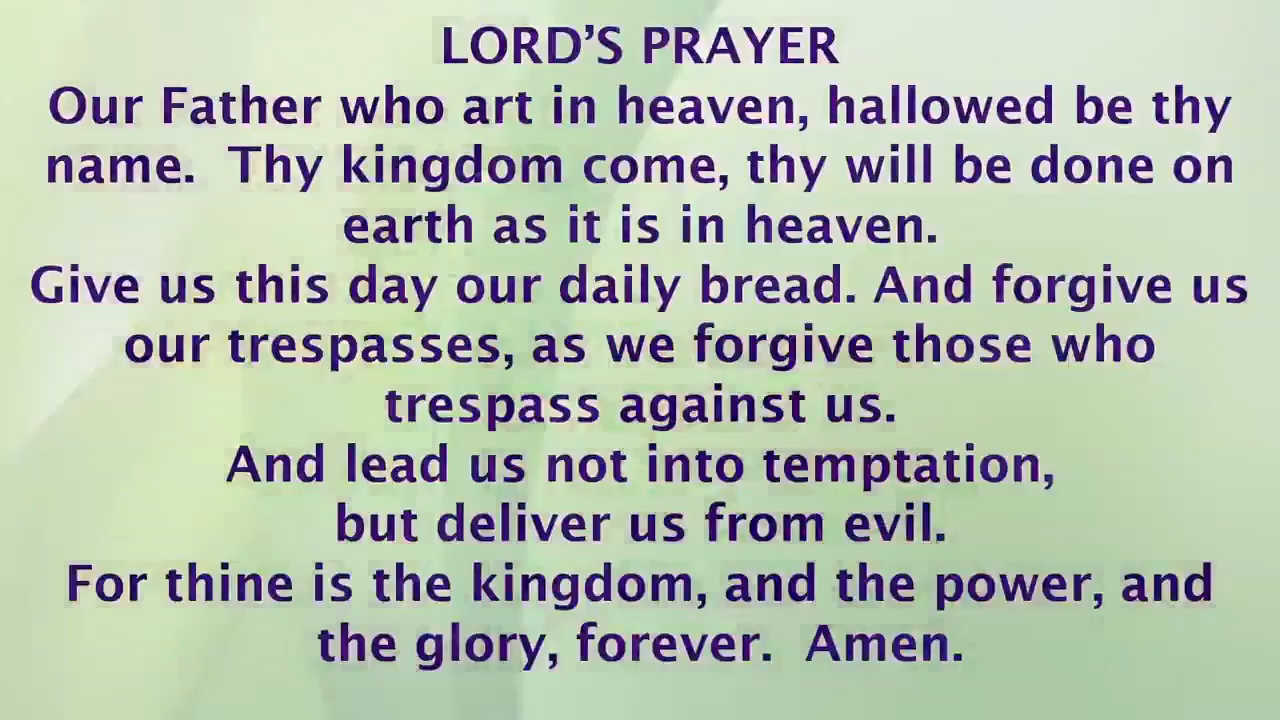 LORD’S PRAYER
Our Father who art in heaven, hallowed be thy
name.  Thy kingdom come, thy will be done on
earth as it is in heaven.
Give us this day our daily bread. And forgive us
our trespasses, as we forgive those who
trespass against us.
And lead us not into temptation,
but deliver us from evil.
For thine is the kingdom, and the power, and
the glory, forever.  Amen.